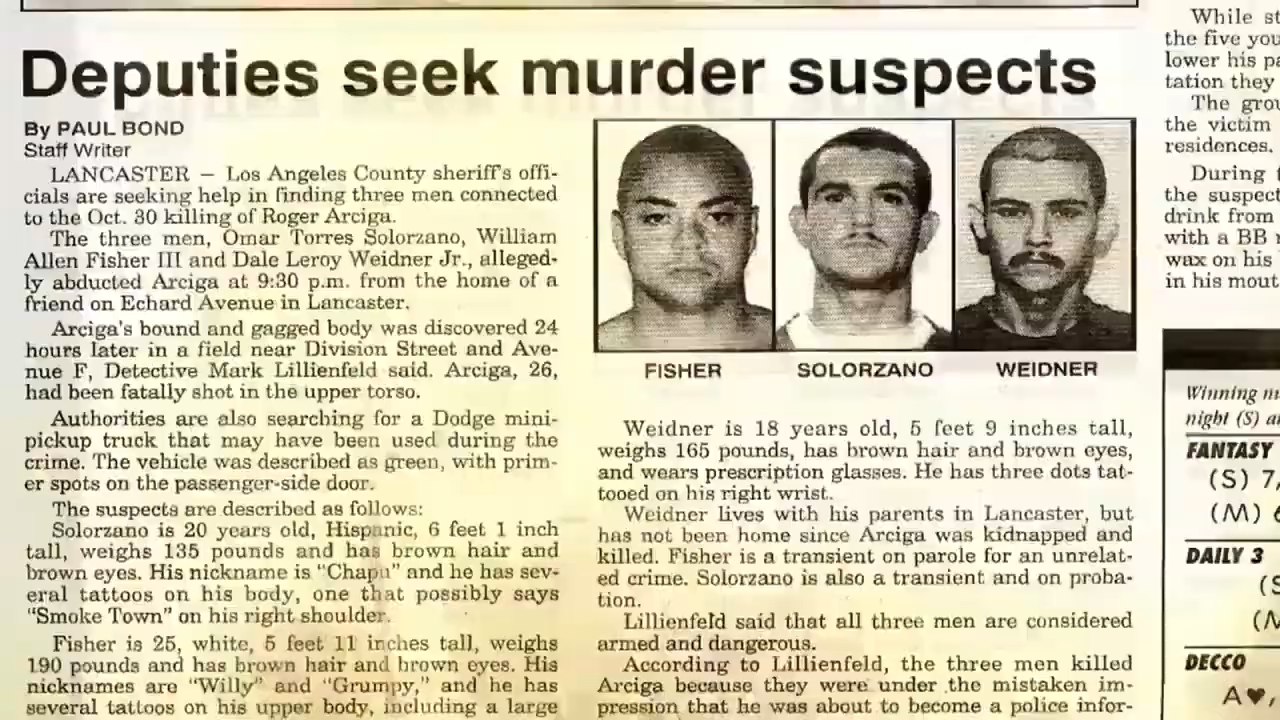 Deputies seek murder suspects
By PAUL BOND
Staff Writer
LANCASTER — Los Angeles County sheriff's offi-
cials are seeking help in finding three men connected
to the Oct. 30 killing of Roger Arciga.
The three men, Omar Torres Solorzano, William
Allen Fisher III and Dale Leroy Weidner Jr., alleged-
ly abducted Arciga at 9:30 p.m. from the home of a
friend on Echard Avenue in Lancaster.
Arciga's bound and gagged body was discovered 24
hours later in a field near Division Street and Ave-
nue F, Detective Mark Lillienfeld said. Arciga, 26,
had been fatally shot in the upper torso.
Authorities are also searching for a Dodge mini-
pickup truck that may have been used during the
crime. The vehicle was described as green, with prim-
er spots on the passenger-side door.
The suspects are described as follows:
Solorzano is 20 years old, Hispanic, 6 feet 1 inch
tall, weighs 135 pounds and has brown hair and
brown eyes. His nickname is "Chapu" and he has sev-
eral tattoos on his body, one that possibly says
"Smoke Town" on his right shoulder.
Fisher is 25, white, 5 feet 11 inches tall, weighs
190 pounds and has brown hair and brown eyes. His
nicknames are "Willy" and "Grumpy," and he has
several tattoos on his upper body, including a large
FISHER
SOLORZANO
WEIDNER
Weidner is 18 years old, 5 feet 9 inches tall,
weighs 165 pounds, has brown hair and brown eyes,
and wears prescription glasses. He has three dots tat-
tooed on his right wrist.
Weidner lives with his parents in Lancaster, but
has not been home since Arciga was kidnapped and
killed. Fisher is a transient on parole for an unrelat-
ed crime. Solorzano is also a transient and on proba-
tion.
Lillienfeld said that all three men are considered
armed and dangerous.
According to Lillienfeld, the three men killed
Arciga because they were under the mistaken im-
pression that he was about to become a police infor-
While
the five
lower his
tation they
The
the victim
residences.
During
the suspect
drink from
with a BB
wax on his
in his
Winning
night (S)
FANTASY
(S) 7,
(M)
DAILY 3
DECCO
A♥,